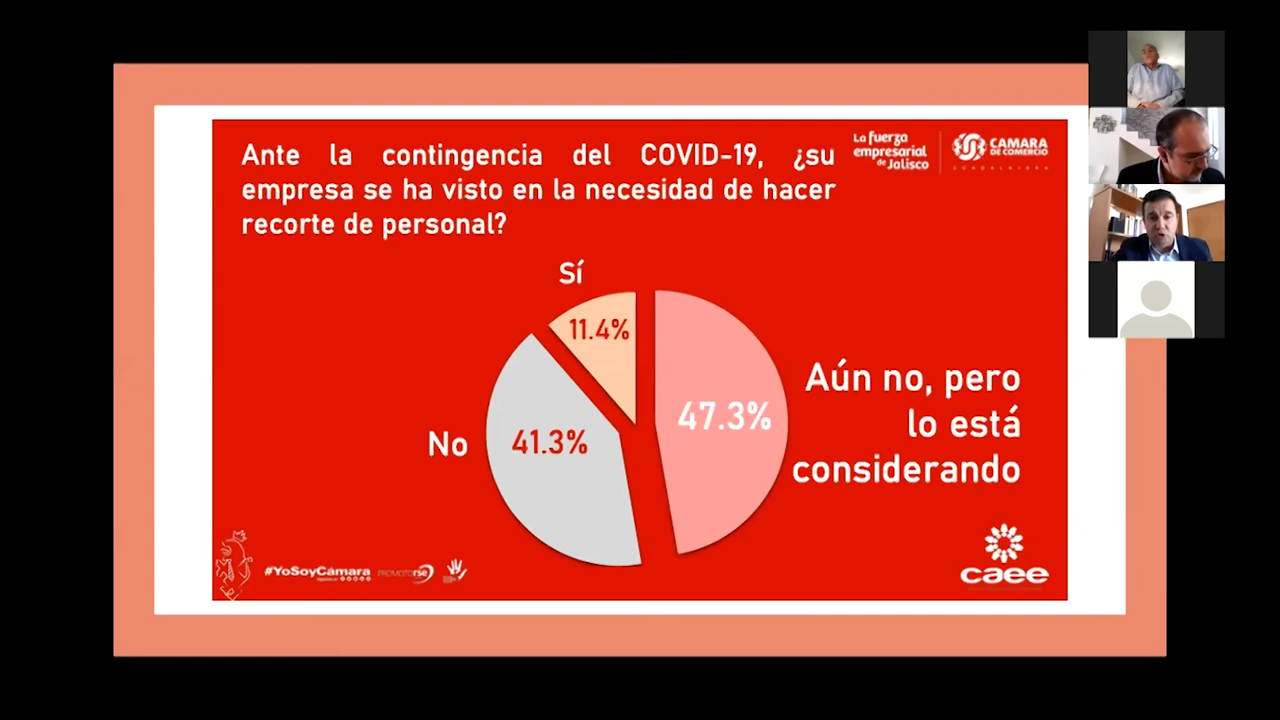 Ante la contingencia del COVID-19, ¿su
empresa se ha visto en la necesidad de hacer
recorte de personal?
La fuerza
empresarial
de Jalisco
CAMARA
DE COMERCIO
GUADALAJARA
Sí
11.4%
47.3%
Aún no, pero
lo está
considerando
No
41.3%
#YoSoyCámara
PROMOTORSE
caee